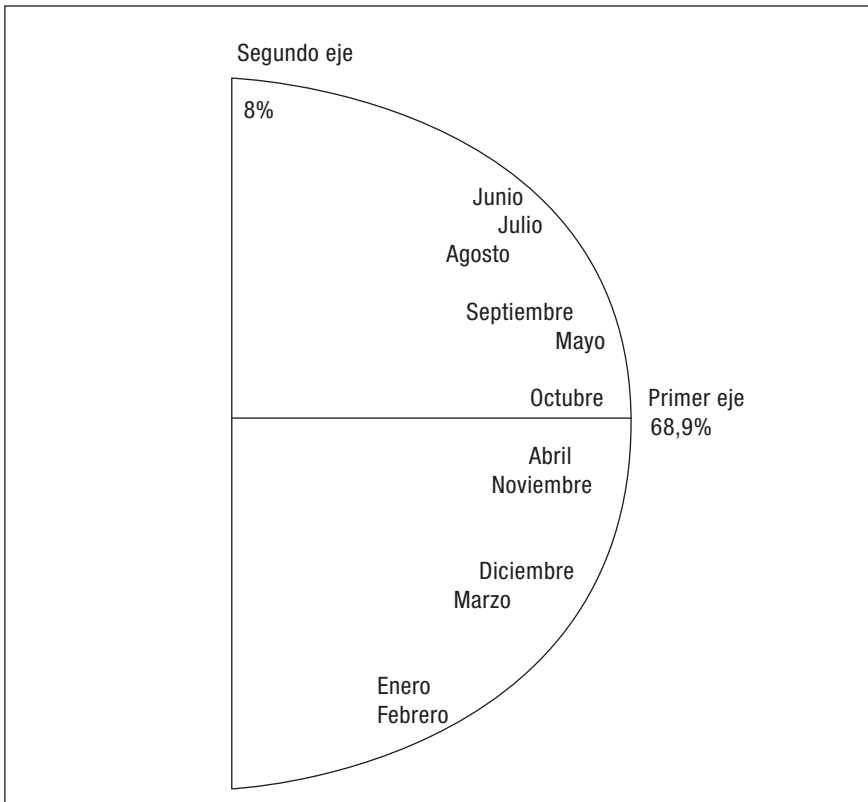 Segundo eje
8%
Junio
Julio
Agosto
Septiembre
Mayo
Octubre
Primer eje
68,9%
Abril
Noviembre
Diciembre
Marzo
Enero
Febrero